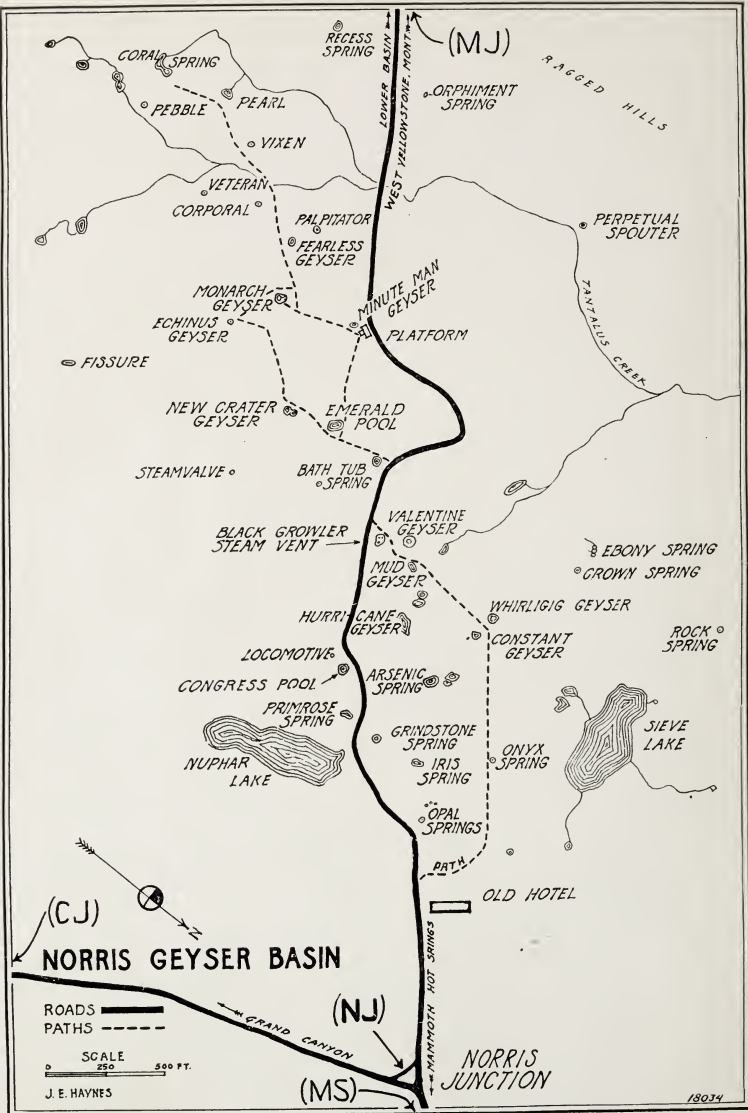 RECESS
SPRING
(MJ)
LOWER BASIN
WEST YELLOWSTONE, MONT.
RAGGED HILLS
CORAL
SPRING
ORPHIMENT
SPRING
PEBBLE
PEARL
VIXEN
VETERAN
CORPORAL
PALPITATOR
FEARLESS
GEYSER
PERPETUAL
SPOUTER
MONARCH
GEYSER
MINUTE MAN
GEYSER
TANTALUS CREEK
ECHINUS
GEYSER
PLATFORM
FISSURE
NEW CRATER
GEYSER
EMERALD
POOL
STEAMVALVE
BATH TUB
SPRING
BLACK GROWLER
STEAM VENT
VALENTINE
GEYSER
EBONY SPRING
CROWN SPRING
MUD
GEYSER
WHIRLIGIG GEYSER
HURRICANE
GEYSER
CONSTANT
GEYSER
ROCK
SPRING
LOCOMOTIVE
CONGRESS POOL
ARSENIC
SPRING
PRIMROSE
SPRING
SIEVE
LAKE
NUPHAR
LAKE
GRINDSTONE
SPRING
IRIS
SPRING
ONYX
SPRING
OPAL
SPRINGS
PATH
N
OLD HOTEL
(CJ)
NORRIS GEYSER BASIN
MAMMOTH HOT SPRINGS
ROADS
PATHS
GRAND CANYON
(NJ)
SCALE
0 250 500 FT.
J. E. HAYNES
(MS)
NORRIS
JUNCTION
18034